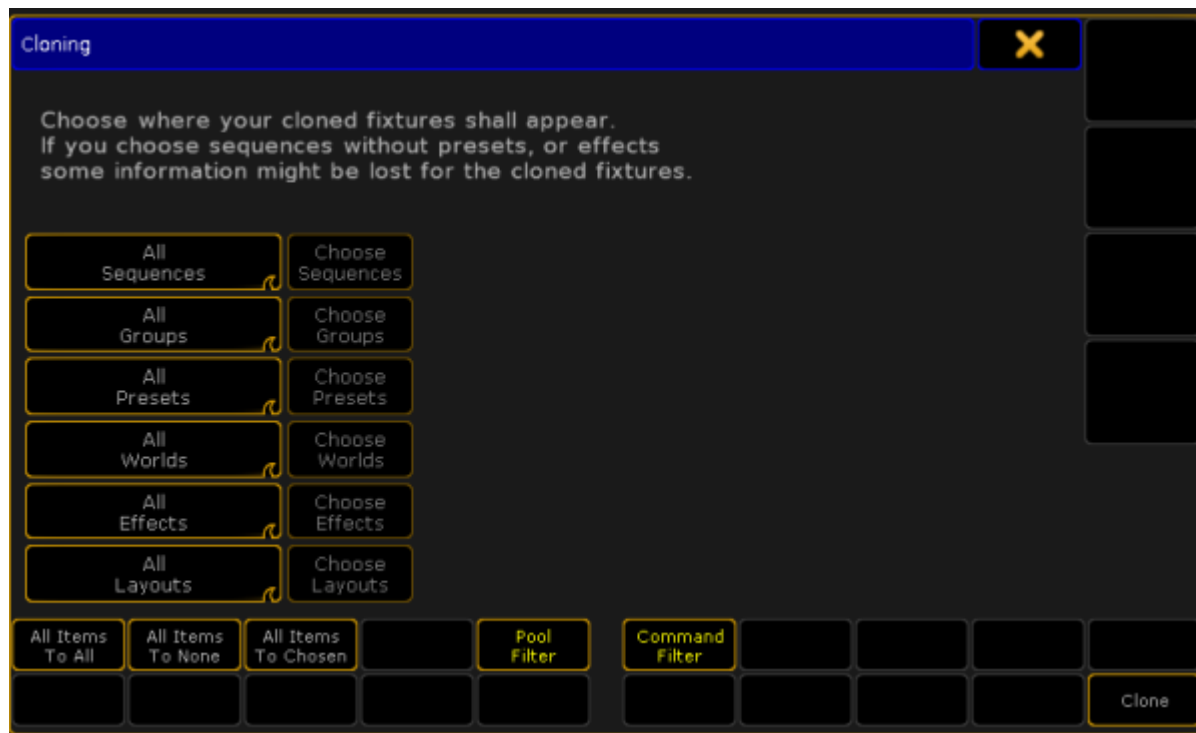 Cloning
Choose where your cloned fixtures shall appear.
If you choose sequences without presets, or effects
some information might be lost for the cloned fixtures.
All
Sequences
Choose
Sequences
All
Groups
Choose
Groups
All
Presets
Choose
Presets
All
Worlds
Choose
Worlds
All
Effects
Choose
Effects
All
Layouts
Choose
Layouts
All Items
To All
All Items
To None
All Items
To Chosen
Pool
Filter
Command
Filter
Clone